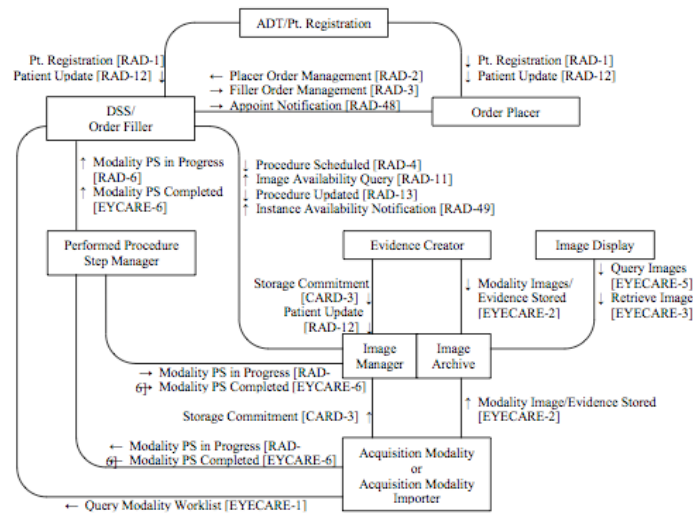 ADT/Pt. Registration
Pt. Registration [RAD-1]
Patient Update [RAD-12] ↓
← Placer Order Management [RAD-2]
→ Filler Order Management [RAD-3]
→ Appoint Notification [RAD-48]
↓ Pt. Registration [RAD-1]
↓ Patient Update [RAD-12]
DSS/
Order Filler
Order Placer
↑ Modality PS in Progress
[RAD-6]
↑ Modality PS Completed
[EYCARE-6]
↓ Procedure Scheduled [RAD-4]
↑ Image Availability Query [RAD-11]
↓ Procedure Updated [RAD-13]
↑ Instance Availability Notification [RAD-49]
Performed Procedure
Step Manager
Evidence Creator
Image Display
Storage Commitment
[CARD-3] ↓
Patient Update
[RAD-12] ↓
↓ Modality Images/
Evidence Stored
[EYECARE-2]
↓ Query Images
[EYECARE-5]
↓ Retrieve Image
[EYECARE-3]
Image
Manager
Image
Archive
→ Modality PS in Progress [RAD-
6]→ Modality PS Completed [EYCARE-6]
Storage Commitment [CARD-3] ↑
↑ Modality Image/Evidence Stored
[EYECARE-2]
← Modality PS in Progress [RAD-
6]← Modality PS Completed [EYCARE-6]
Acquisition Modality
or
Acquisition Modality
Importer
← Query Modality Worklist [EYECARE-1]